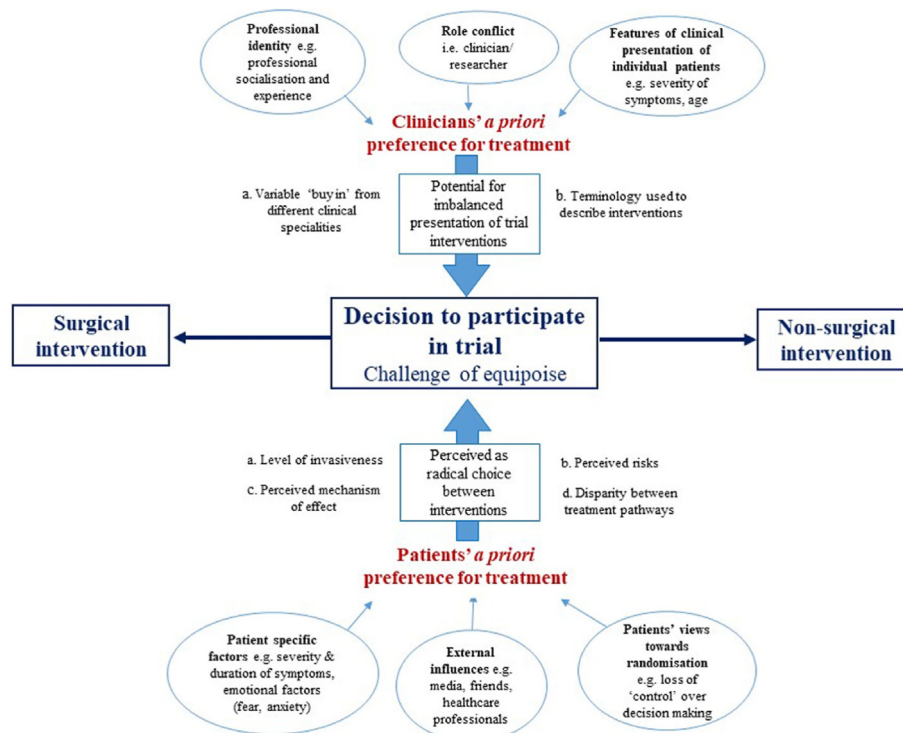 Professional
identity e.g.
professional
socialisation and
experience
Role conflict
i.e. clinician/
researcher
Features of clinical
presentation of
individual patients
e.g. severity of
symptoms, age
Clinicians' a priori
preference for treatment
a. Variable 'buy in' from
different clinical
specialities
Potential for
imbalanced
presentation of trial
interventions
b. Terminology used to
describe interventions
Surgical
intervention
Decision to participate
in trial
Challenge of equipoise
Non-surgical
intervention
a. Level of invasiveness
c. Perceived mechanism
of effect
Perceived as
radical choice
between
interventions
b. Perceived risks
d. Disparity between
treatment pathways
Patients' a priori
preference for treatment
Patient specific
factors e.g. severity &
duration of symptoms,
emotional factors
(fear, anxiety)
External
influences e.g.
media, friends,
healthcare
professionals
Patients' views
towards
randomisation
e.g. loss of
'control' over
decision making